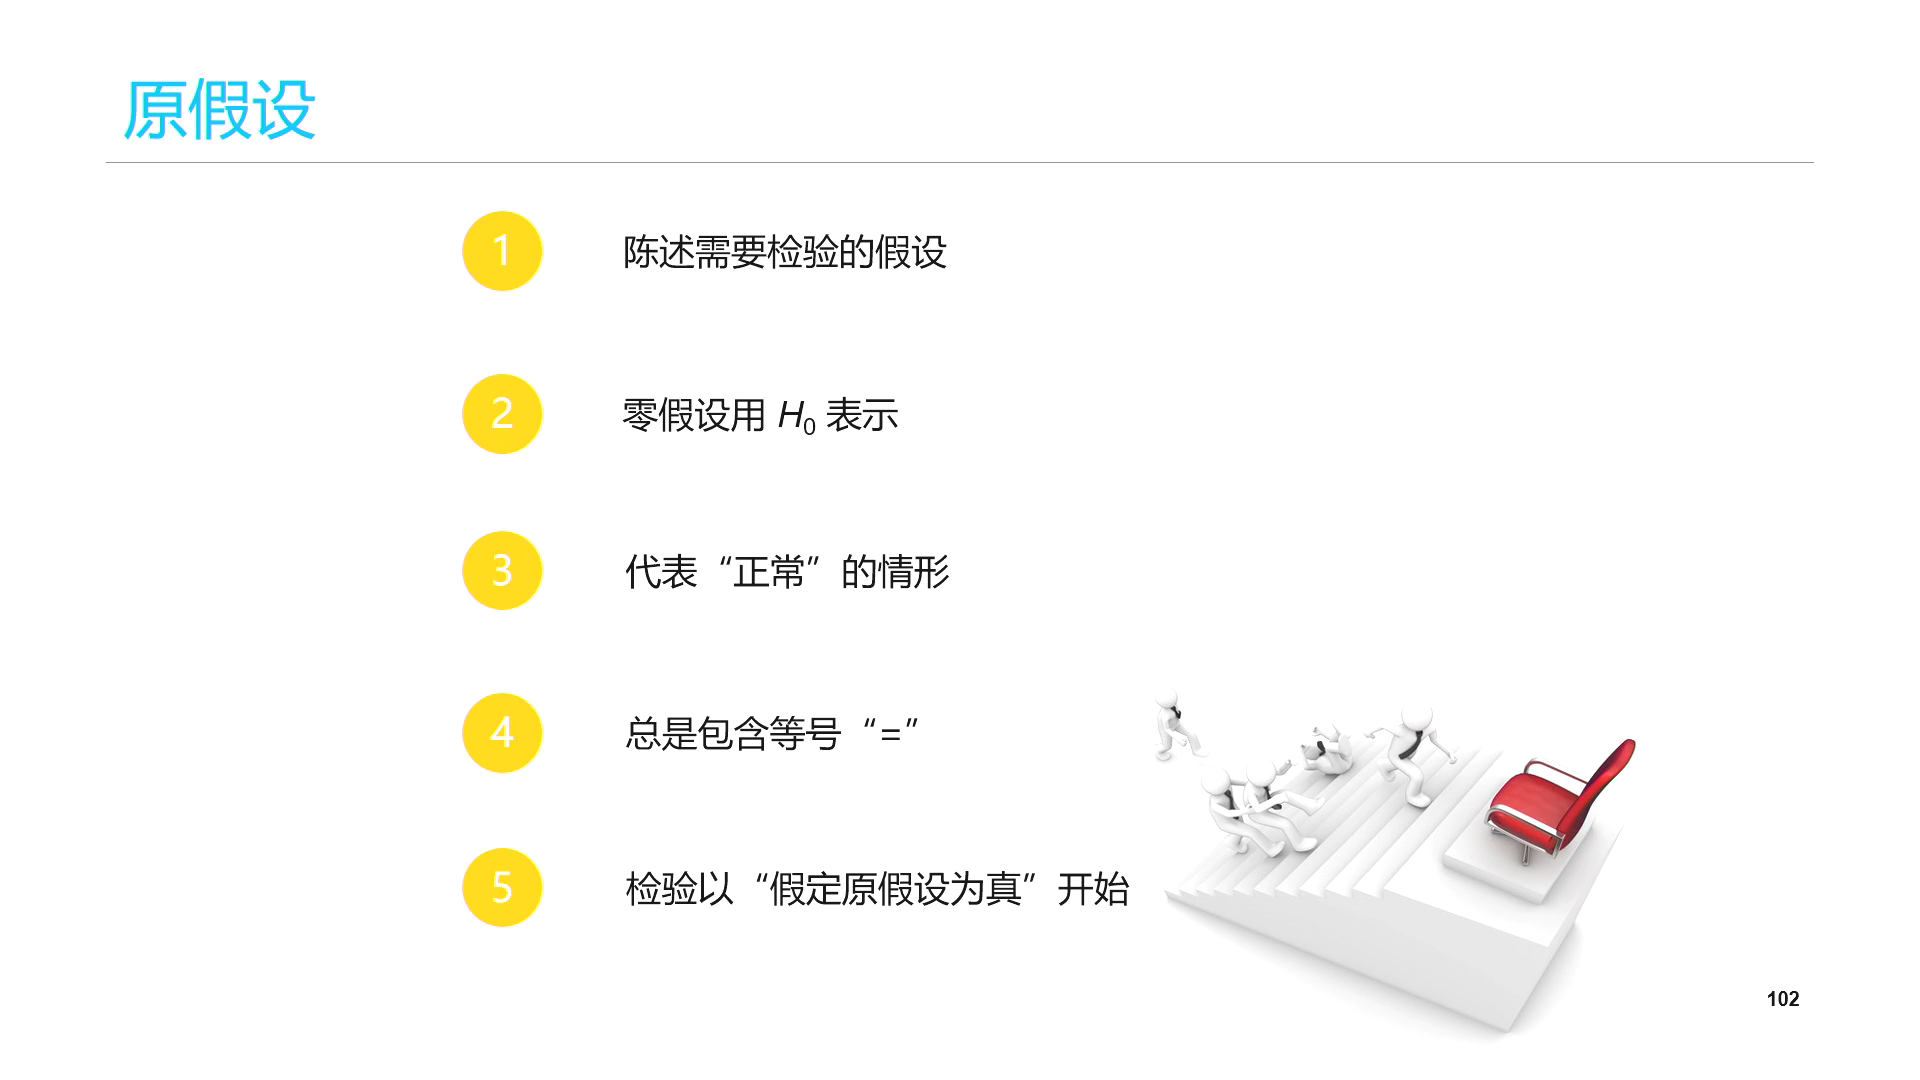 原假设
1 陈述需要检验的假设
2 零假设用 H₀ 表示
3 代表“正常”的情形
4 总是包含等号“=”
5 检验以“假定原假设为真”开始
102